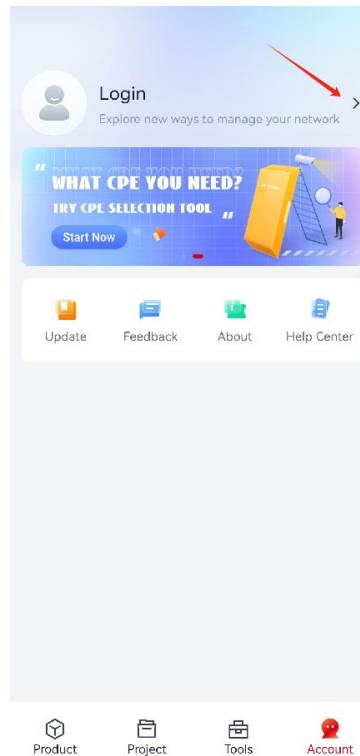 Login
Explore new ways to manage your network
" WHAT CPE YOU NEED?
TRY CPE SELECTION TOOL "
Start Now
Update Feedback About Help Center
Product Project Tools Account